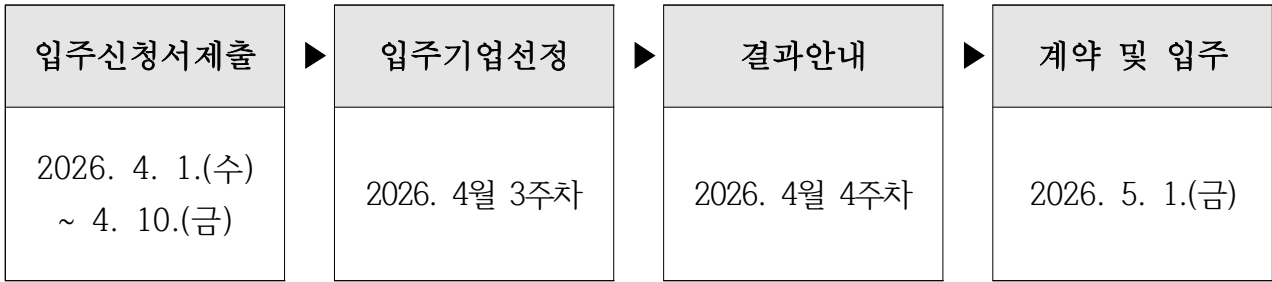 입주신청서제출 ▶ 입주기업선정 ▶ 결과안내 ▶ 계약 및 입주
2026. 4. 1.(수)
~ 4. 10.(금)
2026. 4월 3주차
2026. 4월 4주차
2026. 5. 1.(금)